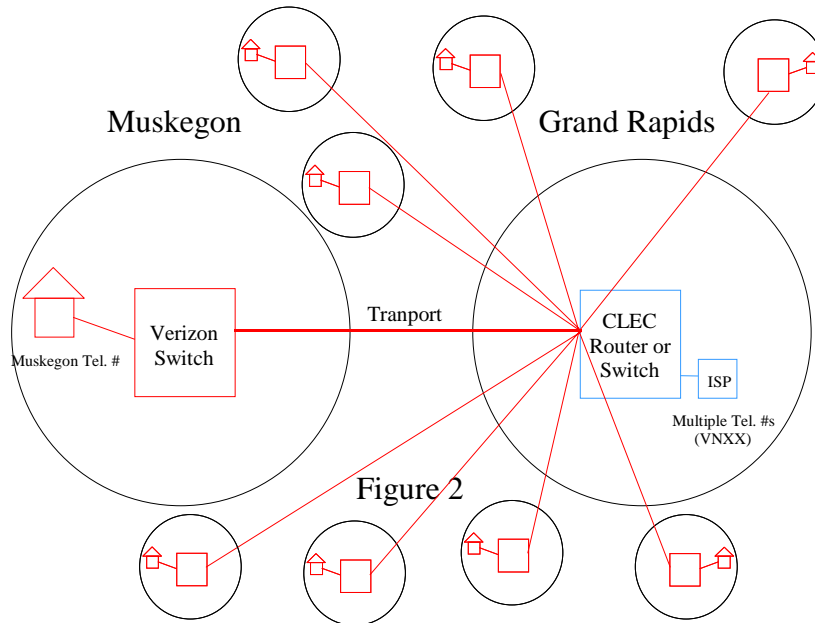 Muskegon
Grand Rapids
Tranport
Verizon
Switch
Muskegon Tel. #
CLEC
Router or
Switch
ISP
Multiple Tel. #s
(VNXX)
Figure 2